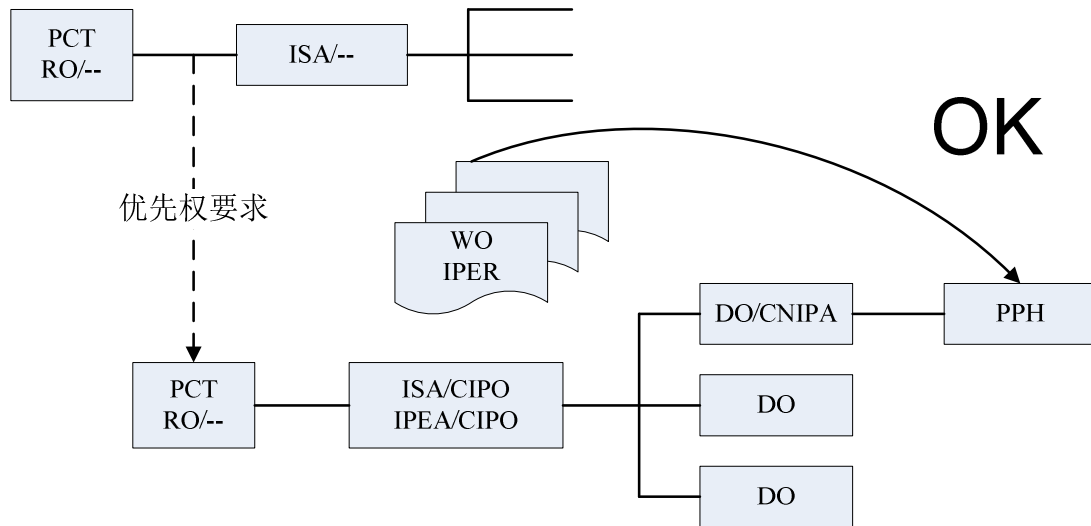 PCT
RO/--
ISA/--
OK
优先权要求
WO
IPER
DO/CNIPA
PPH
PCT
RO/--
ISA/CIPO
IPEA/CIPO
DO
DO